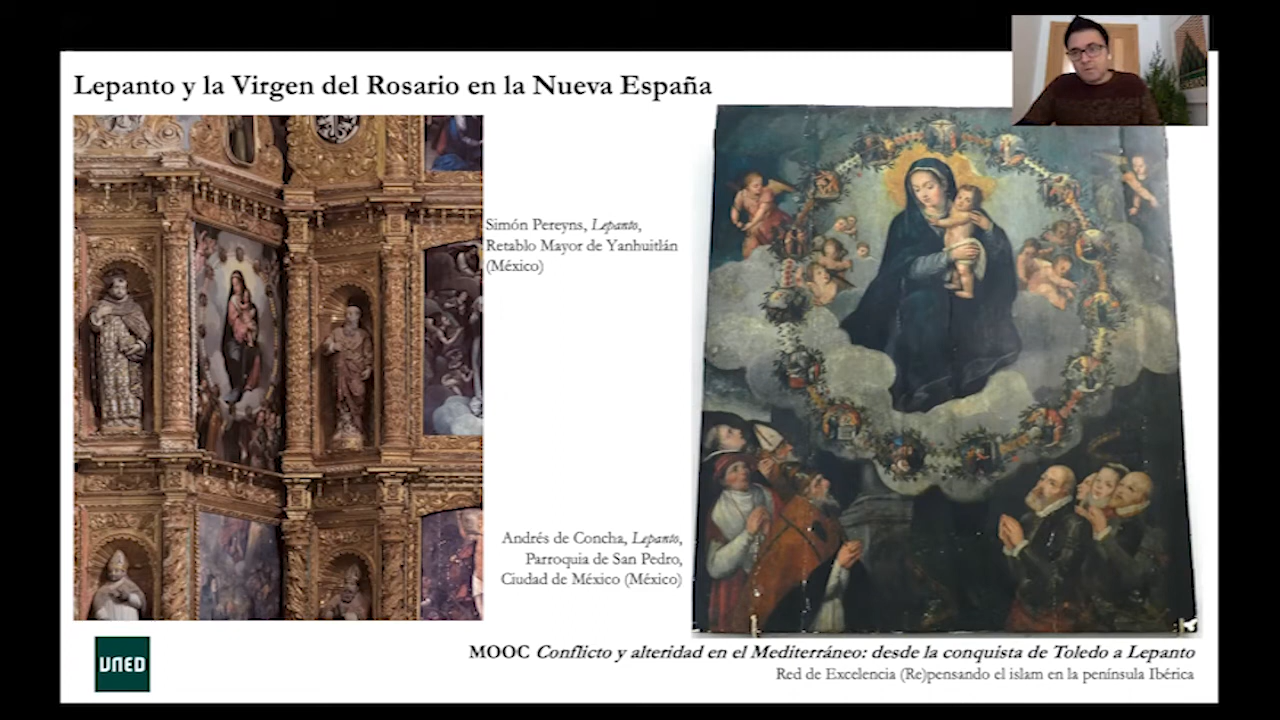 Lepanto y la Virgen del Rosario en la Nueva España
Simón Pereyns, Lepanto,
Retablo Mayor de Yanhuitlán
(México)
Andrés de Concha, Lepanto,
Parroquia de San Pedro,
Ciudad de México (México)
UNED
MOOC Conflicto y alteridad en el Mediterráneo: desde la conquista de Toledo a Lepanto
Red de Excelencia (Re)pensando el islam en la península Ibérica